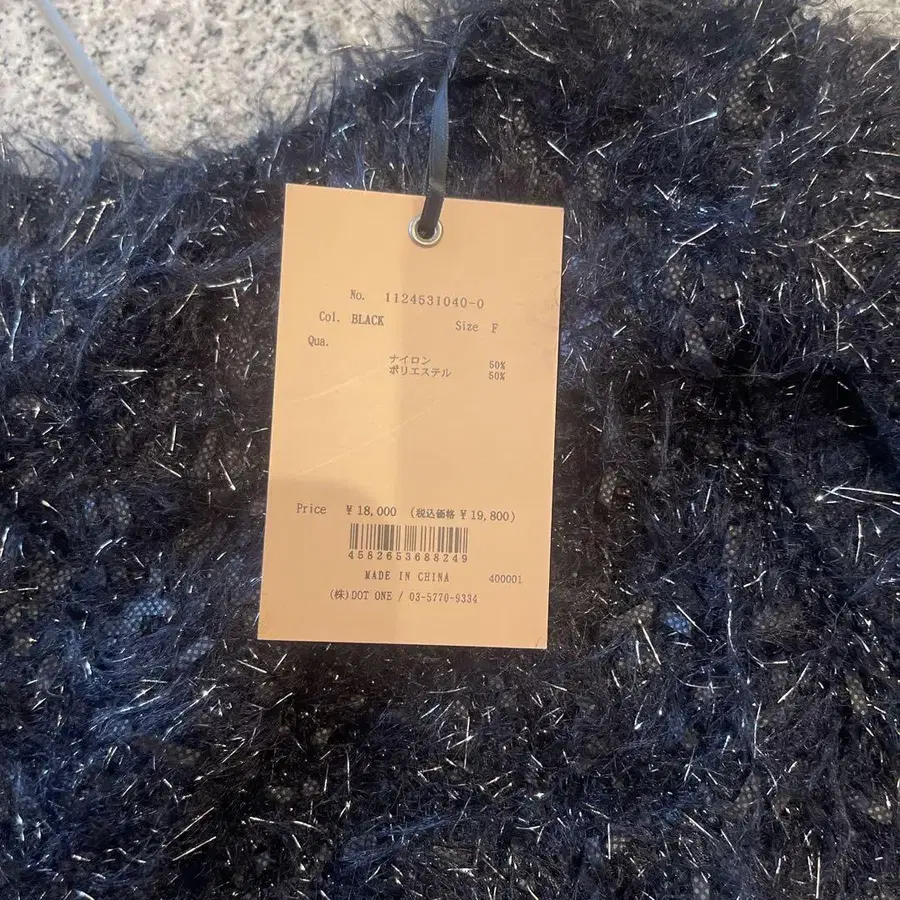 No. 1124531040-0
Col. BLACK Size F
Qua.
ナイロン 50%
ポリエステル 50%
Price ¥18,000 (税込価格 ¥19,800)
4582653688249
MADE IN CHINA 400001
(株)DOT ONE / 03-5770-9334